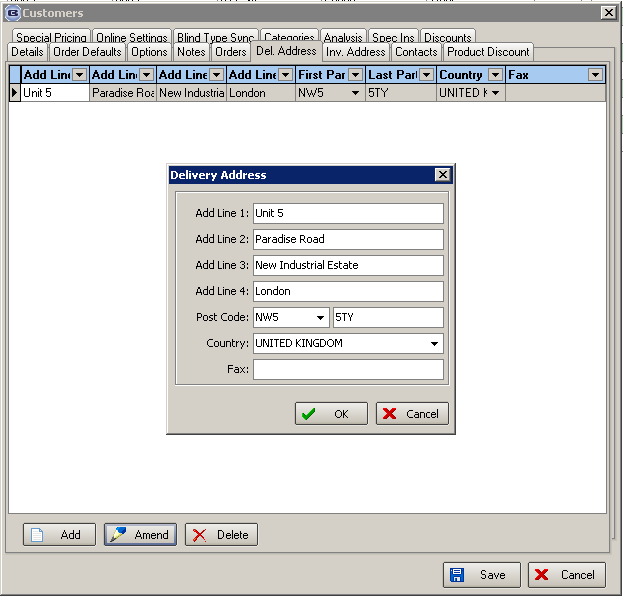 Customers
Special Pricing Online Settings Blind Type Sync Categories Analysis Spec Ins Discounts
Details Order Defaults Options Notes Orders Del. Address Inv. Address Contacts Product Discount
Add Line Add Line Add Line Add Line First Par Last Part Country Fax
Unit 5 Paradise Roa New Industria London NW5 5TY UNITED K
Delivery Address
Add Line 1: Unit 5
Add Line 2: Paradise Road
Add Line 3: New Industrial Estate
Add Line 4: London
Post Code: NW5 5TY
Country: UNITED KINGDOM
Fax:
OK Cancel
Add Amend Delete
Save Cancel